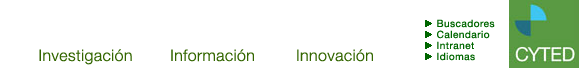 Investigación Información Innovación
Buscadores
Calendario
Intranet
Idiomas
CYTED